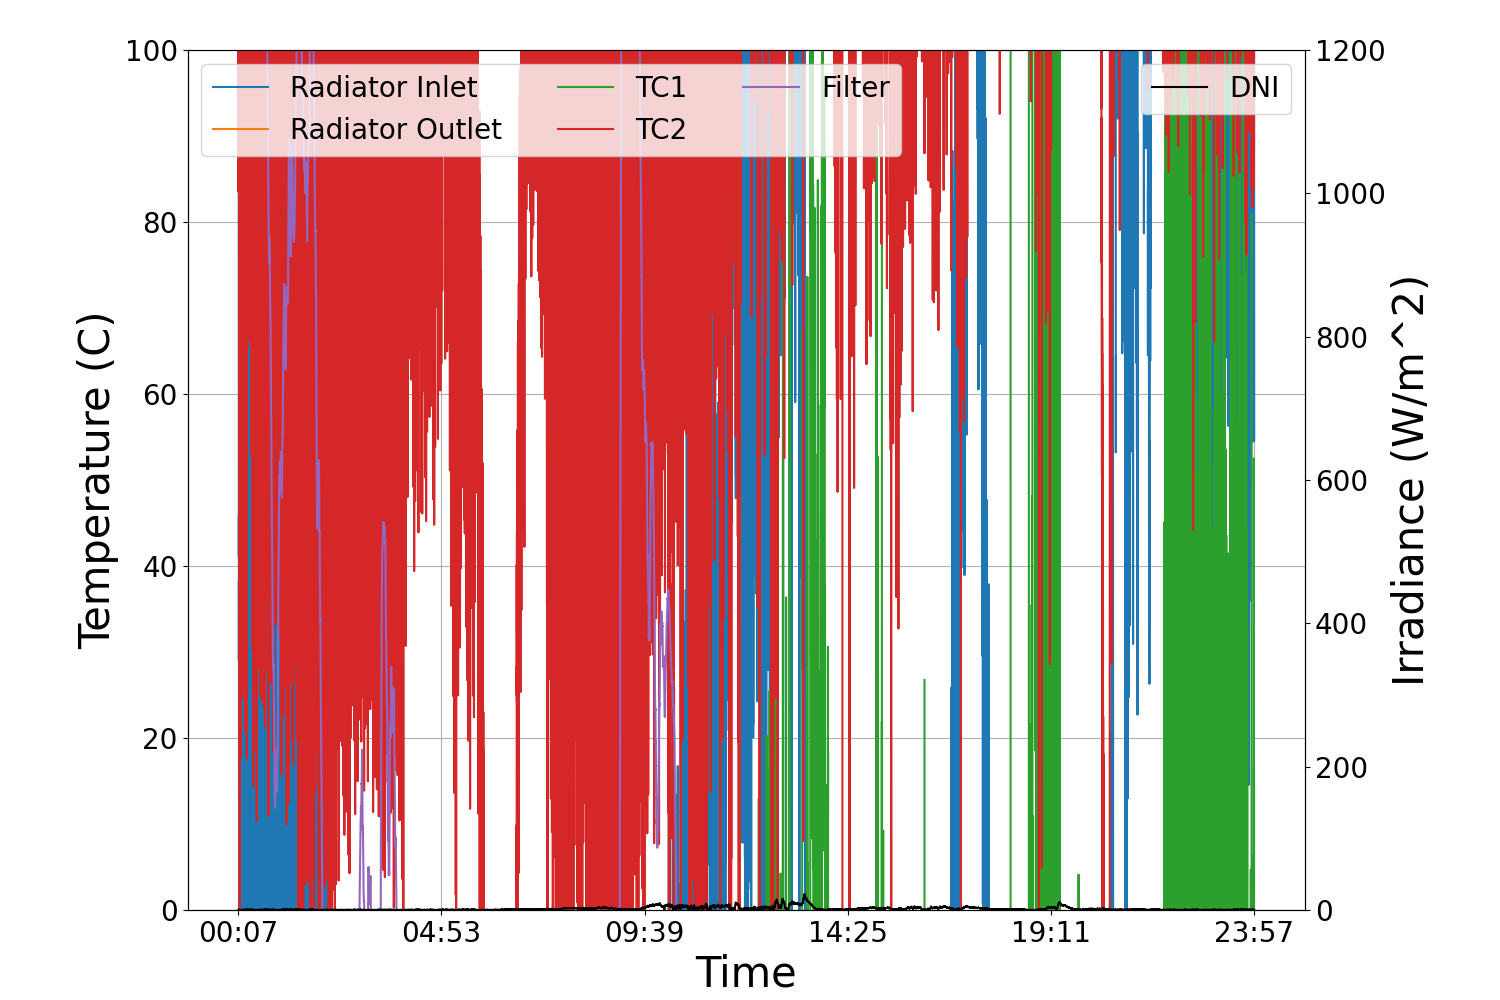 Radiator Inlet
Radiator Outlet
TC1
TC2
Filter
DNI
Temperature (C)
100
80
60
40
20
0
Irradiance (W/m^2)
1200
1000
800
600
400
200
0
00:07 04:53 09:39 14:25 19:11 23:57
Time